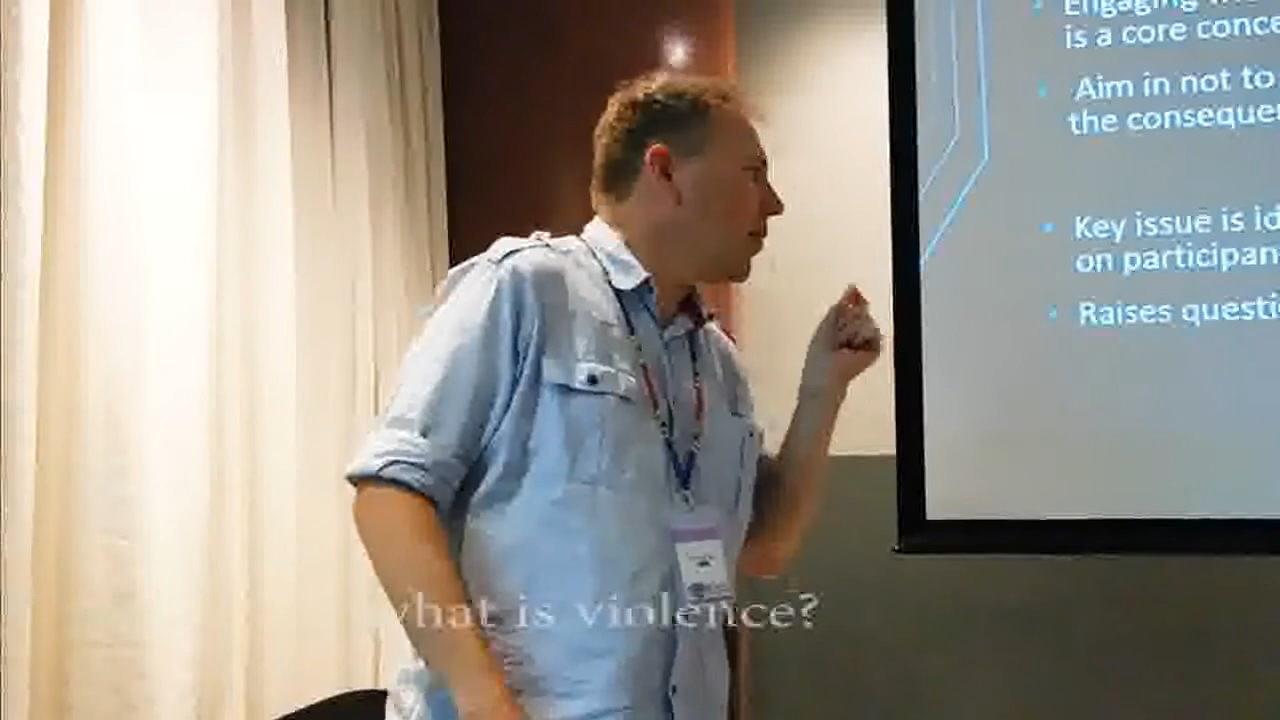 Engaging
is a core conce
Aim in not to
the conseque
Key issue is id
on participan
Raises questi
what is violence?